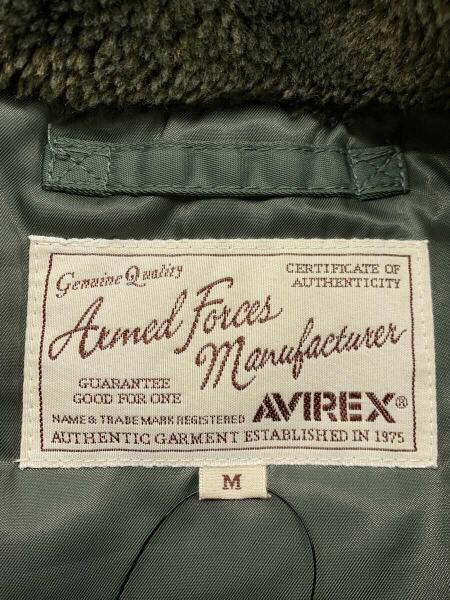 Genuine Quality
CERTIFICATE OF
AUTHENTICITY
Armed Forces
Manufacturer
GUARANTEE
GOOD FOR ONE
NAME & TRADE MARK REGISTERED
AVIREX®
AUTHENTIC GARMENT ESTABLISHED IN 1975
M